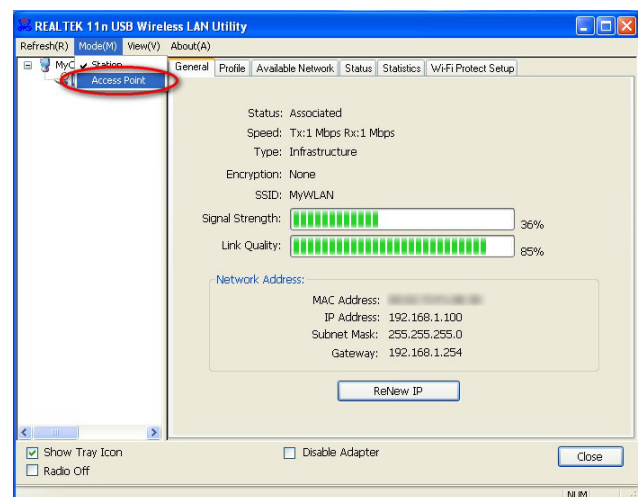 REALTEK 11n USB Wireless LAN Utility
Refresh(R) Mode(M) View(V) About(A)
Station
Access Point
General Profile Available Network Status Statistics Wi-Fi Protect Setup
Status: Associated
Speed: Tx:1 Mbps Rx:1 Mbps
Type: Infrastructure
Encryption: None
SSID: MyWLAN
Signal Strength: 36%
Link Quality: 85%
Network Address:
MAC Address:
IP Address: 192.168.1.100
Subnet Mask: 255.255.255.0
Gateway: 192.168.1.254
ReNew IP
Show Tray Icon
Disable Adapter
Close
Radio Off
NUM